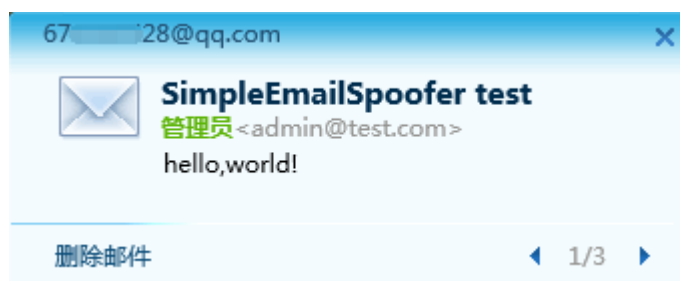 67 28@qq.com
SimpleEmailSpoofer test
管理员<admin@test.com>
hello,world!
删除邮件
1/3